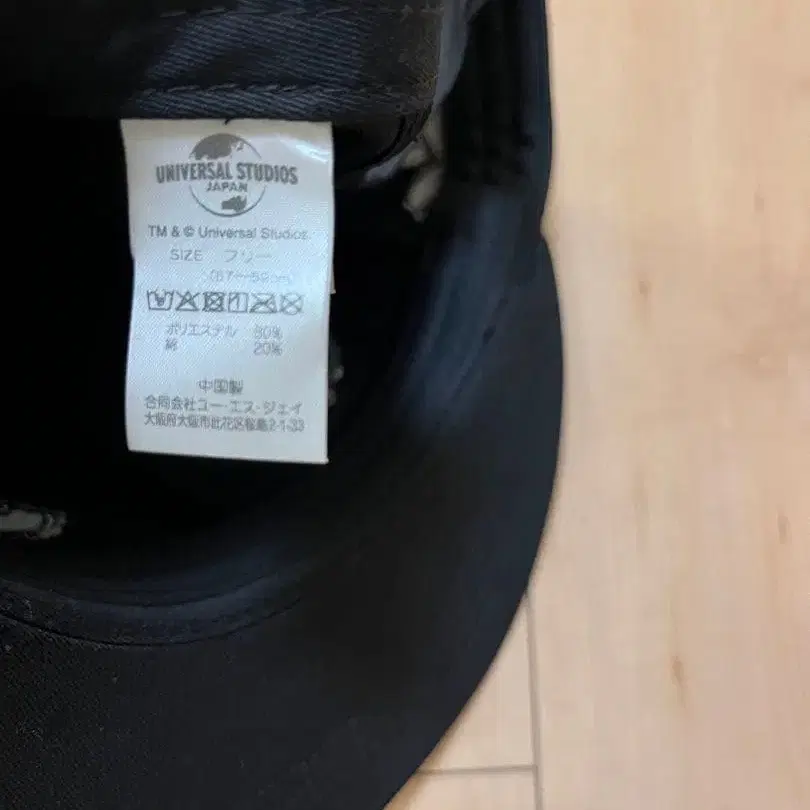 UNIVERSAL STUDIOS
JAPAN
TM & © Universal Studios.
SIZE フリー
(57～59cm)
ポリエステル 80%
綿 20%
中国製
合同会社ユー・エス・ジェイ
大阪府大阪市此花区桜島2-1-33